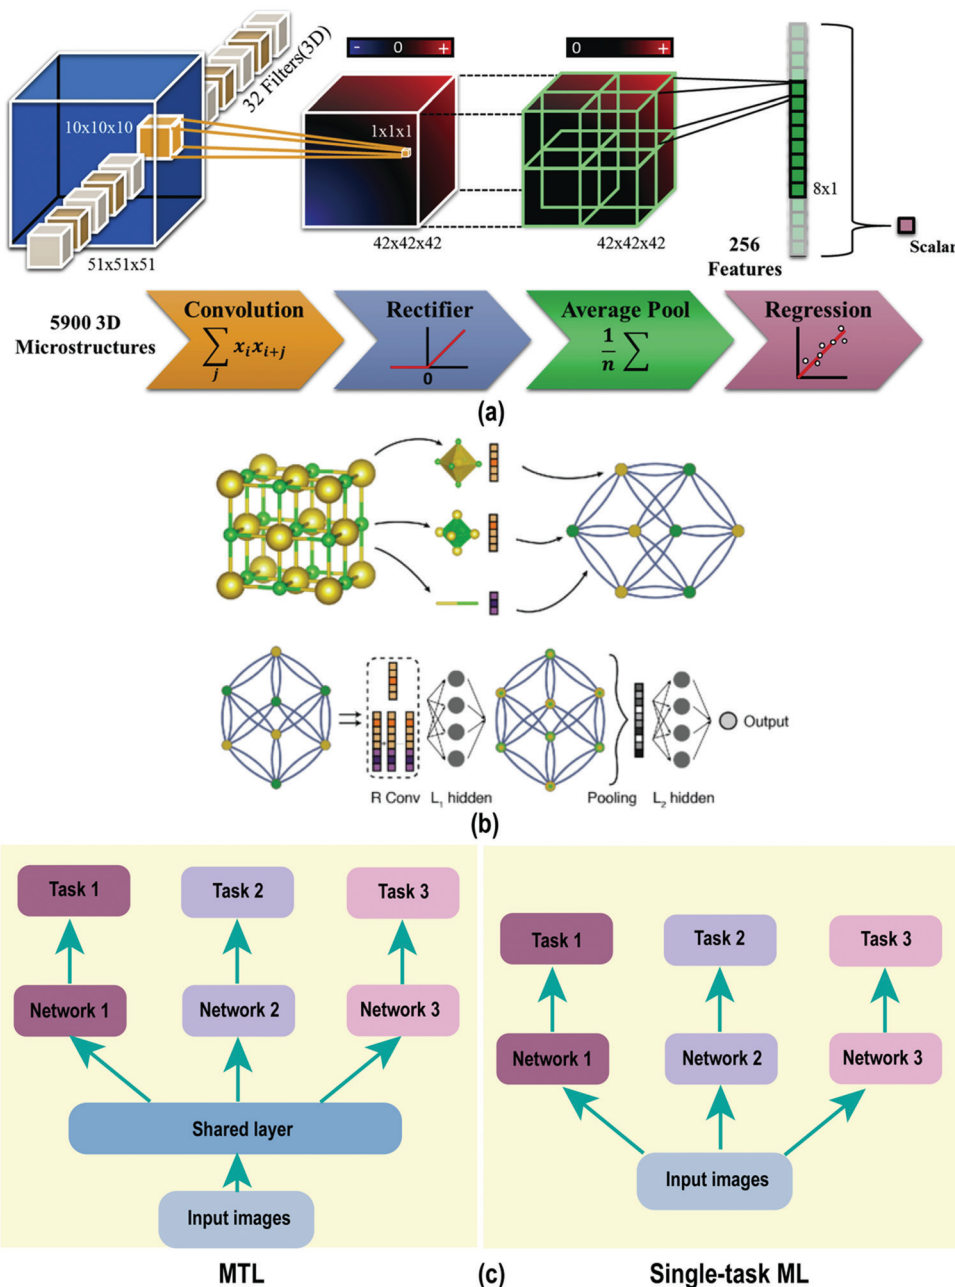 32 Filters(3D)
- 0 +
0 +
10x10x10
1x1x1
8x1
51x51x51
42x42x42
42x42x42
256
Features
Scalar
5900 3D
Microstructures
Convolution
∑ j x i x i+j
Rectifier
0
Average Pool
1/n ∑
Regression
(a)
R Conv
L1 hidden
Pooling
L2 hidden
Output
(b)
Task 1
Task 2
Task 3
Network 1
Network 2
Network 3
Shared layer
Input images
MTL
Task 1
Task 2
Task 3
Network 1
Network 2
Network 3
Input images
(c)
Single-task ML